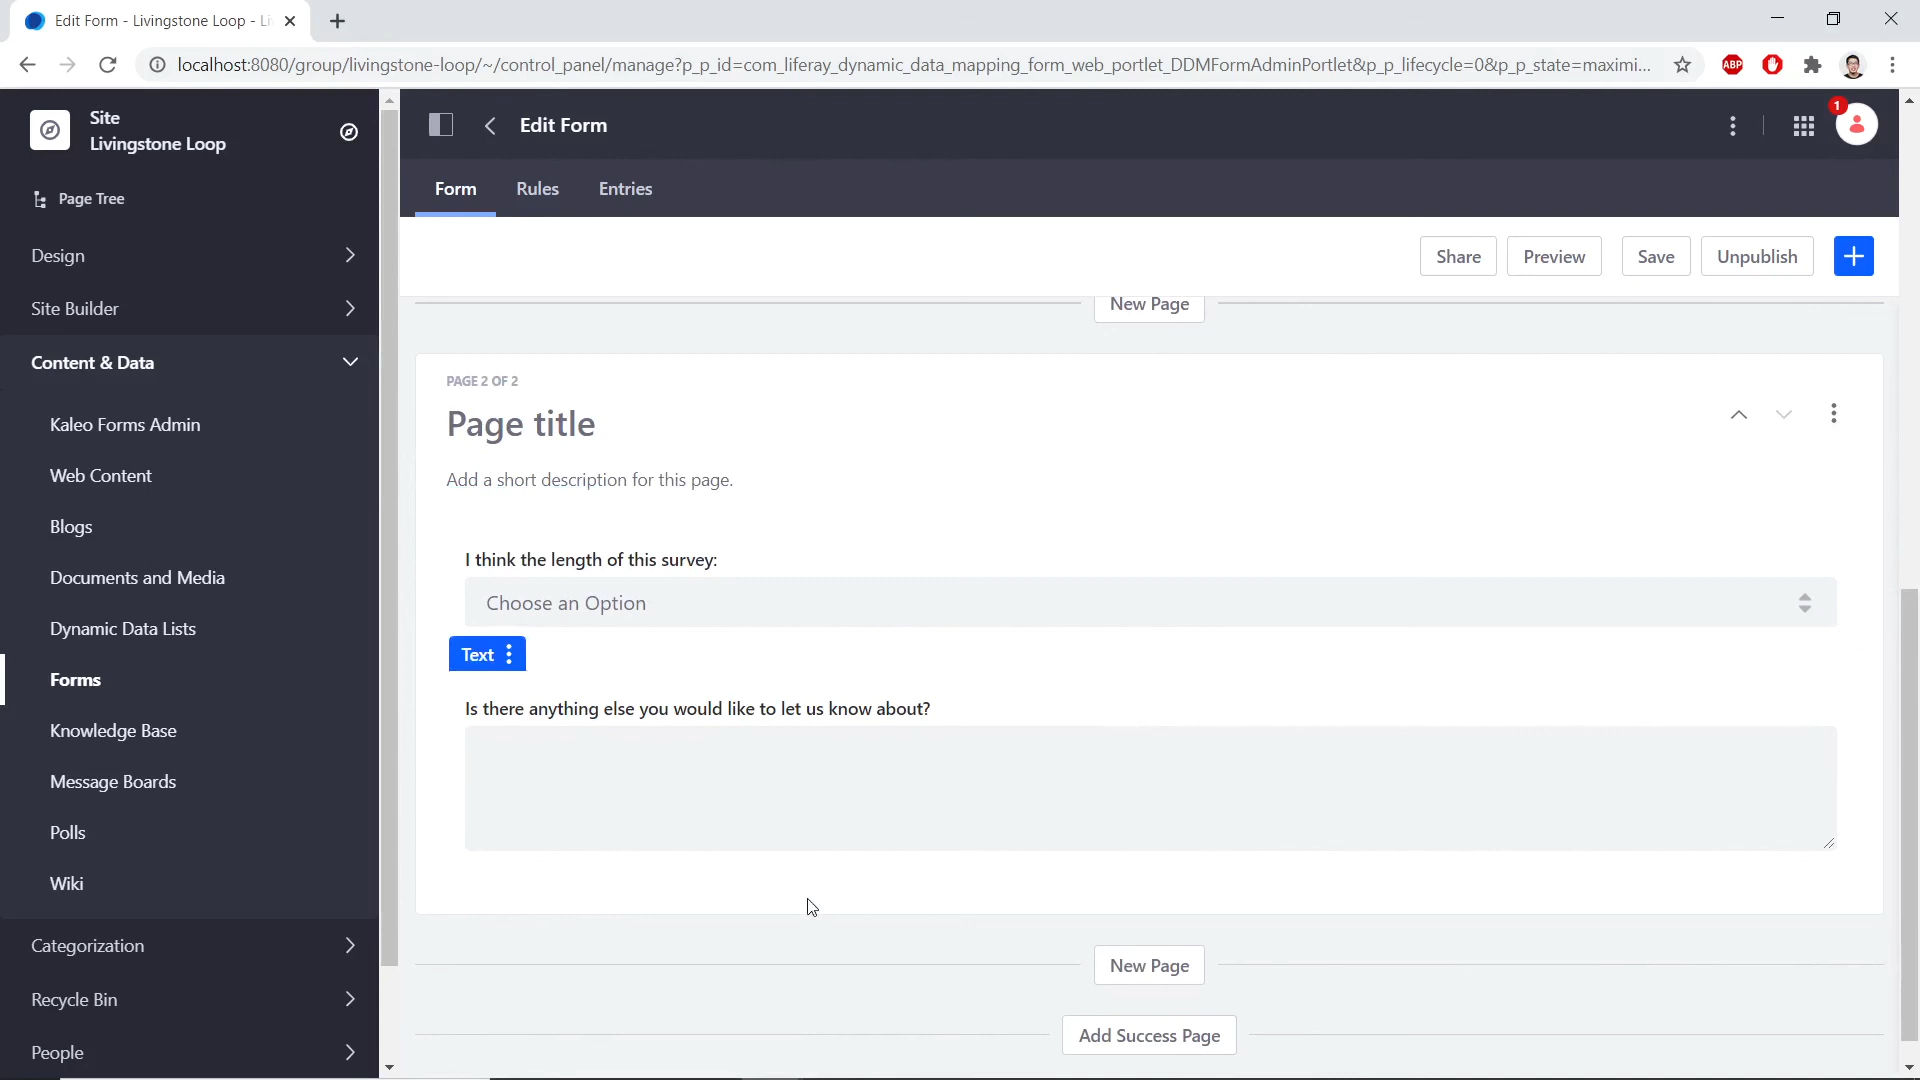 Edit Form - Livingstone Loop - Li
localhost:8080/group/livingstone-loop/~/control_panel/manage?p_p_id=com_liferay_dynamic_data_mapping_form_web_portlet_DDMFormAdminPortlet&p_p_lifecycle=0&p_p_state=maximi...
ABP
Site
Livingstone Loop
Page Tree
Design
Site Builder
Content & Data
Kaleo Forms Admin
Web Content
Blogs
Documents and Media
Dynamic Data Lists
Forms
Knowledge Base
Message Boards
Polls
Wiki
Categorization
Recycle Bin
People
Edit Form
1
Form Rules Entries
Share Preview Save Unpublish
New Page
PAGE 2 OF 2
Page title
Add a short description for this page.
I think the length of this survey:
Choose an Option
Text
Is there anything else you would like to let us know about?
New Page
Add Success Page